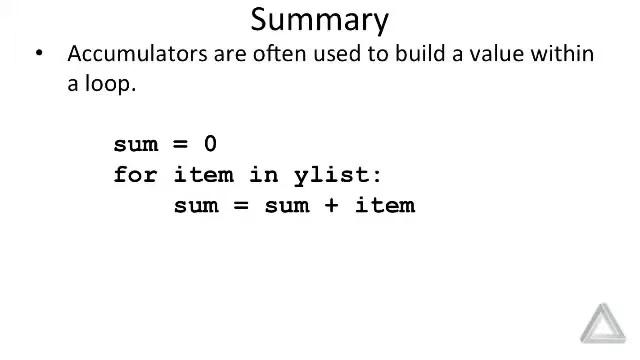 Summary
• Accumulators are often used to build a value within
a loop.
sum = 0
for item in ylist:
    sum = sum + item